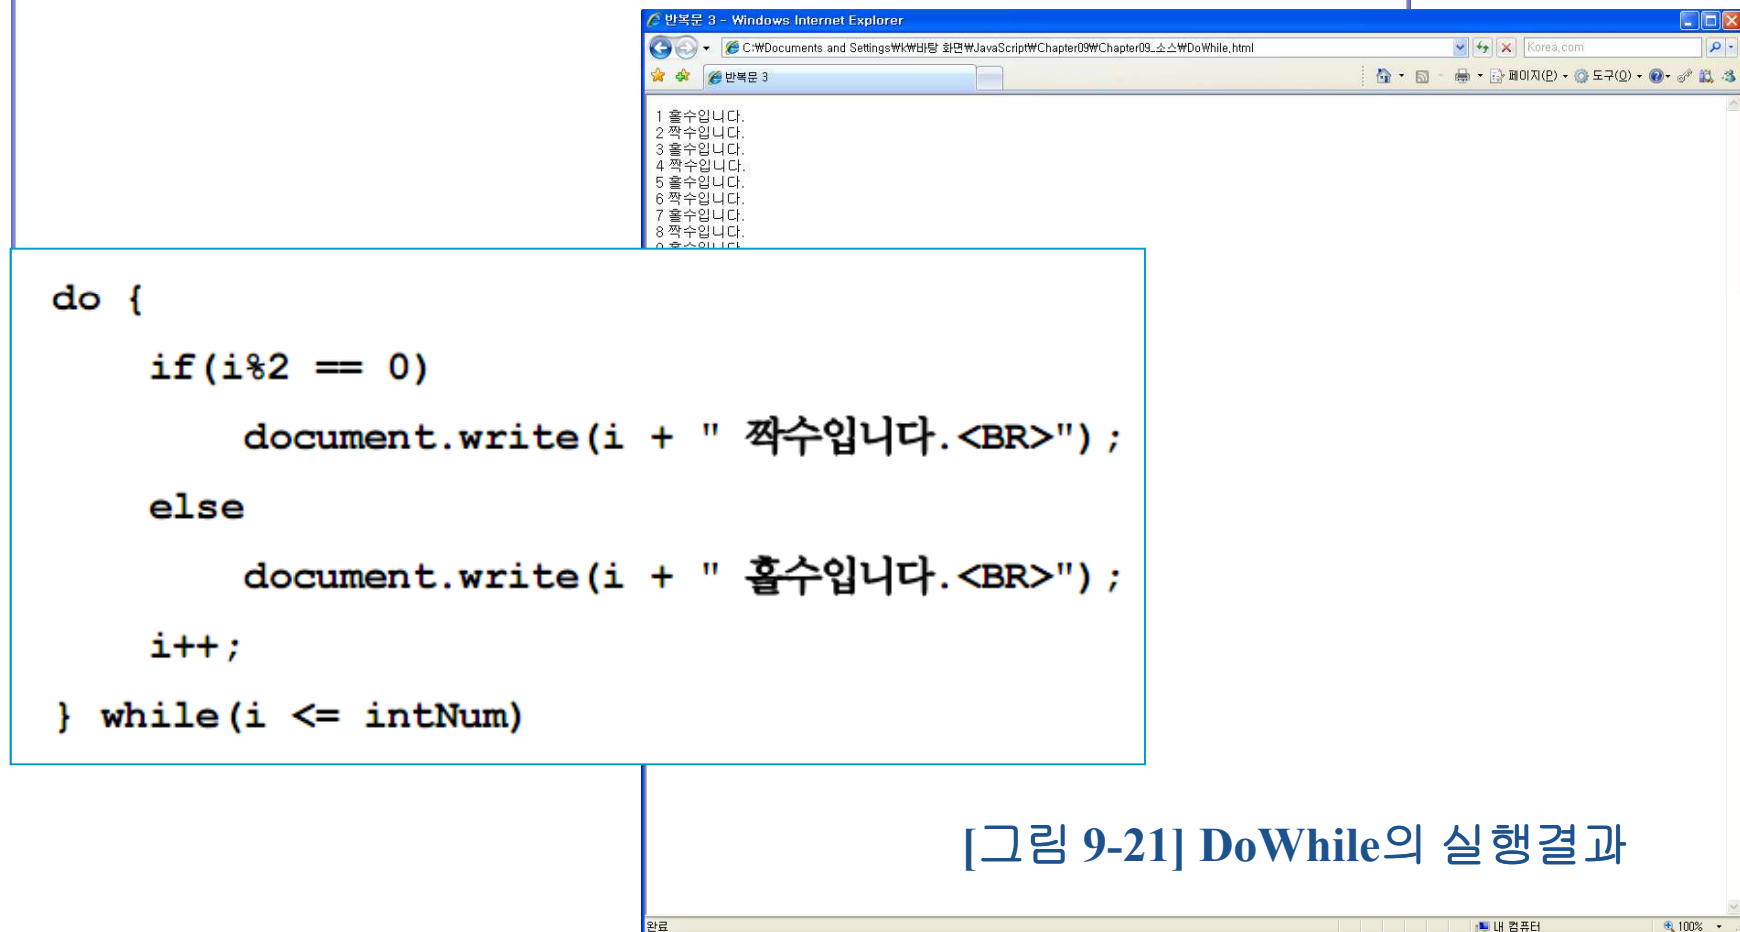 반복문 3 - Windows Internet Explorer
C:₩Documents and Settings₩k₩바탕 화면₩JavaScript₩Chapter09₩Chapter09_소스₩DoWhile.html
Korea.com
반복문 3
페이지(P)
도구(O)
1 홀수입니다.
2 짝수입니다.
3 홀수입니다.
4 짝수입니다.
5 홀수입니다.
6 짝수입니다.
7 홀수입니다.
8 짝수입니다.
9 홀수입니다.
do {
if(i%2 == 0)
document.write(i + " 짝수입니다.<BR>");
else
document.write(i + " 홀수입니다.<BR>");
i++;
} while(i <= intNum)
[그림 9-21] DoWhile의 실행결과
완료
내 컴퓨터
100%